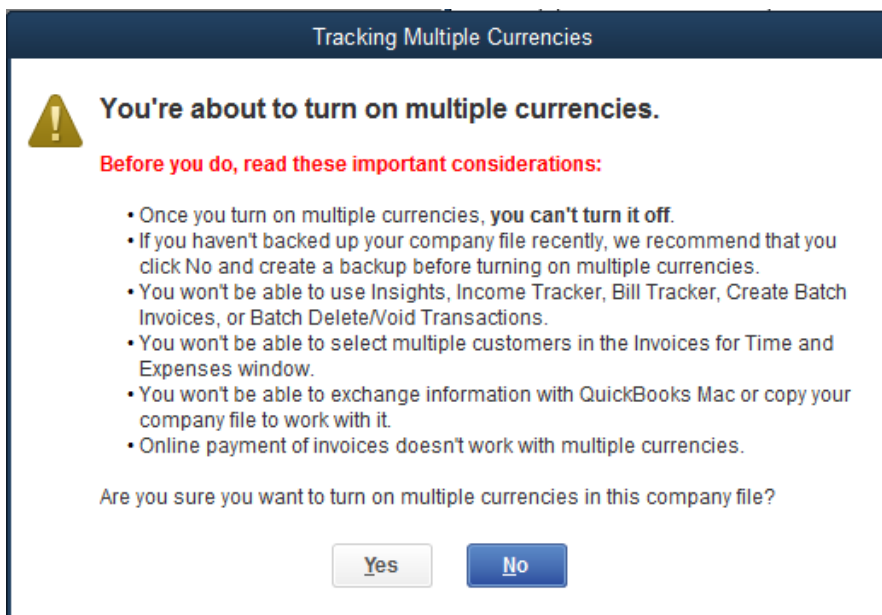 Tracking Multiple Currencies
You're about to turn on multiple currencies.
Before you do, read these important considerations:
• Once you turn on multiple currencies, you can't turn it off.
• If you haven't backed up your company file recently, we recommend that you
click No and create a backup before turning on multiple currencies.
• You won't be able to use Insights, Income Tracker, Bill Tracker, Create Batch
Invoices, or Batch Delete/Void Transactions.
• You won't be able to select multiple customers in the Invoices for Time and
Expenses window.
• You won't be able to exchange information with QuickBooks Mac or copy your
company file to work with it.
• Online payment of invoices doesn't work with multiple currencies.
Are you sure you want to turn on multiple currencies in this company file?
Yes
No